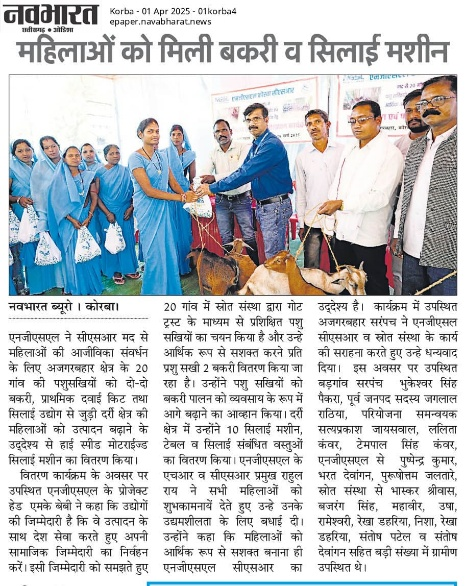 नवभारत
छत्तीसगढ़ • ओडिशा
Korba - 01 Apr 2025 - 01korba4
epaper.navabharat.news
महिलाओं को मिली बकरी व सिलाई मशीन
नवभारत ब्यूरो । कोरबा।
एनजीएसएल ने सीएसआर मद से
महिलाओं की आजीविका संवर्धन
के लिए अजगरबहार क्षेत्र के 20
गांव की पशुसखियों को दो-दो
बकरी, प्राथमिक दवाई किट तथा
सिलाई उद्योग से जुड़ी दर्री क्षेत्र की
महिलाओं को उत्पादन बढ़ाने के
उद्देश्य से हाई स्पीड मोटराईज्ड
सिलाई मशीन का वितरण किया।
वितरण कार्यक्रम के अवसर पर
उपस्थित एनजीएसएल के प्रोजेक्ट
हेड एमके बेबी ने कहा कि उद्योगों
की जिम्मेदारी है कि वे उत्पादन के
साथ देश सेवा करते हुए अपनी
सामाजिक जिम्मेदारी का निर्वहन
करें। इसी जिम्मेदारी को समझते हुए
20 गांव में स्रोत संस्था द्वारा गोट
ट्रस्ट के माध्यम से प्रशिक्षित पशु
सखियों का चयन किया है और उन्हें
आर्थिक रूप से सशक्त करने प्रति
प्रशु सखी 2 बकरी वितरण किया जा
रहा है। उन्होंने पशु सखियों को
बकरी पालन को व्यवसाय के रूप में
आगे बढ़ाने का आव्हान किया। दर्री
क्षेत्र में उन्होंने 10 सिलाई मशीन,
टेबल व सिलाई संबंधित वस्तुओं
का वितरण किया। एनजीएसएल के
एचआर व सीएसआर प्रमुख राहुल
राय ने सभी महिलाओं को
शुभकामनायें देते हुए उन्हे उनके
उद्यमशीलता के लिए बधाई दी।
उन्होंने कहा कि महिलाओं को
आर्थिक रूप से सशक्त बनाना ही
एनजीएसएल सीएसआर का
उद्देश्य है। कार्यक्रम में उपस्थित
अजगरबहार सरपंच ने एनजीएसल
सीएसआर व स्रोत संस्था के कार्य
की सराहना करते हुए उन्हे धन्यवाद
दिया। इस अवसर पर उपस्थित
बड़गांव सरपंच भुकेश्वर सिंह
पैकरा, पूर्व जनपद सदस्य जगलाल
राठिया, परियोजना समन्वयक
सत्यप्रकाश जायसवाल, ललिता
कंवर, टेमपाल सिंह कंवर,
एनजीएसएल से पुष्पेन्द्र कुमार,
भरत देवांगन, पुरूषोत्तम जलतारे,
स्रोत संस्था से भास्कर श्रीवास,
बजरंग सिंह, महाबीर, उषा,
रामेश्वरी, रेखा डहरिया, निशा, रेखा
डहरिया, संतोष पटेल व संतोष
देवांगन सहित बड़ी संख्या में ग्रामीण
उपस्थित थे।